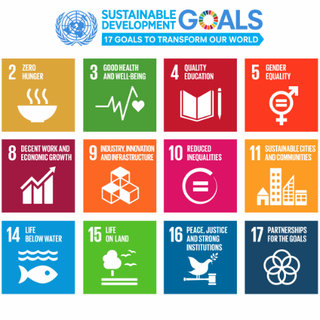 SUSTAINABLE
DEVELOPMENT
GOALS
17 GOALS TO TRANSFORM OUR WORLD
2 ZERO
HUNGER
3 GOOD HEALTH
AND WELL-BEING
4 QUALITY
EDUCATION
5 GENDER
EQUALITY
8 DECENT WORK AND
ECONOMIC GROWTH
9 INDUSTRY, INNOVATION
AND INFRASTRUCTURE
10 REDUCED
INEQUALITIES
11 SUSTAINABLE CITIES
AND COMMUNITIES
14 LIFE
BELOW WATER
15 LIFE
ON LAND
16 PEACE, JUSTICE
AND STRONG
INSTITUTIONS
17 PARTNERSHIPS
FOR THE GOALS